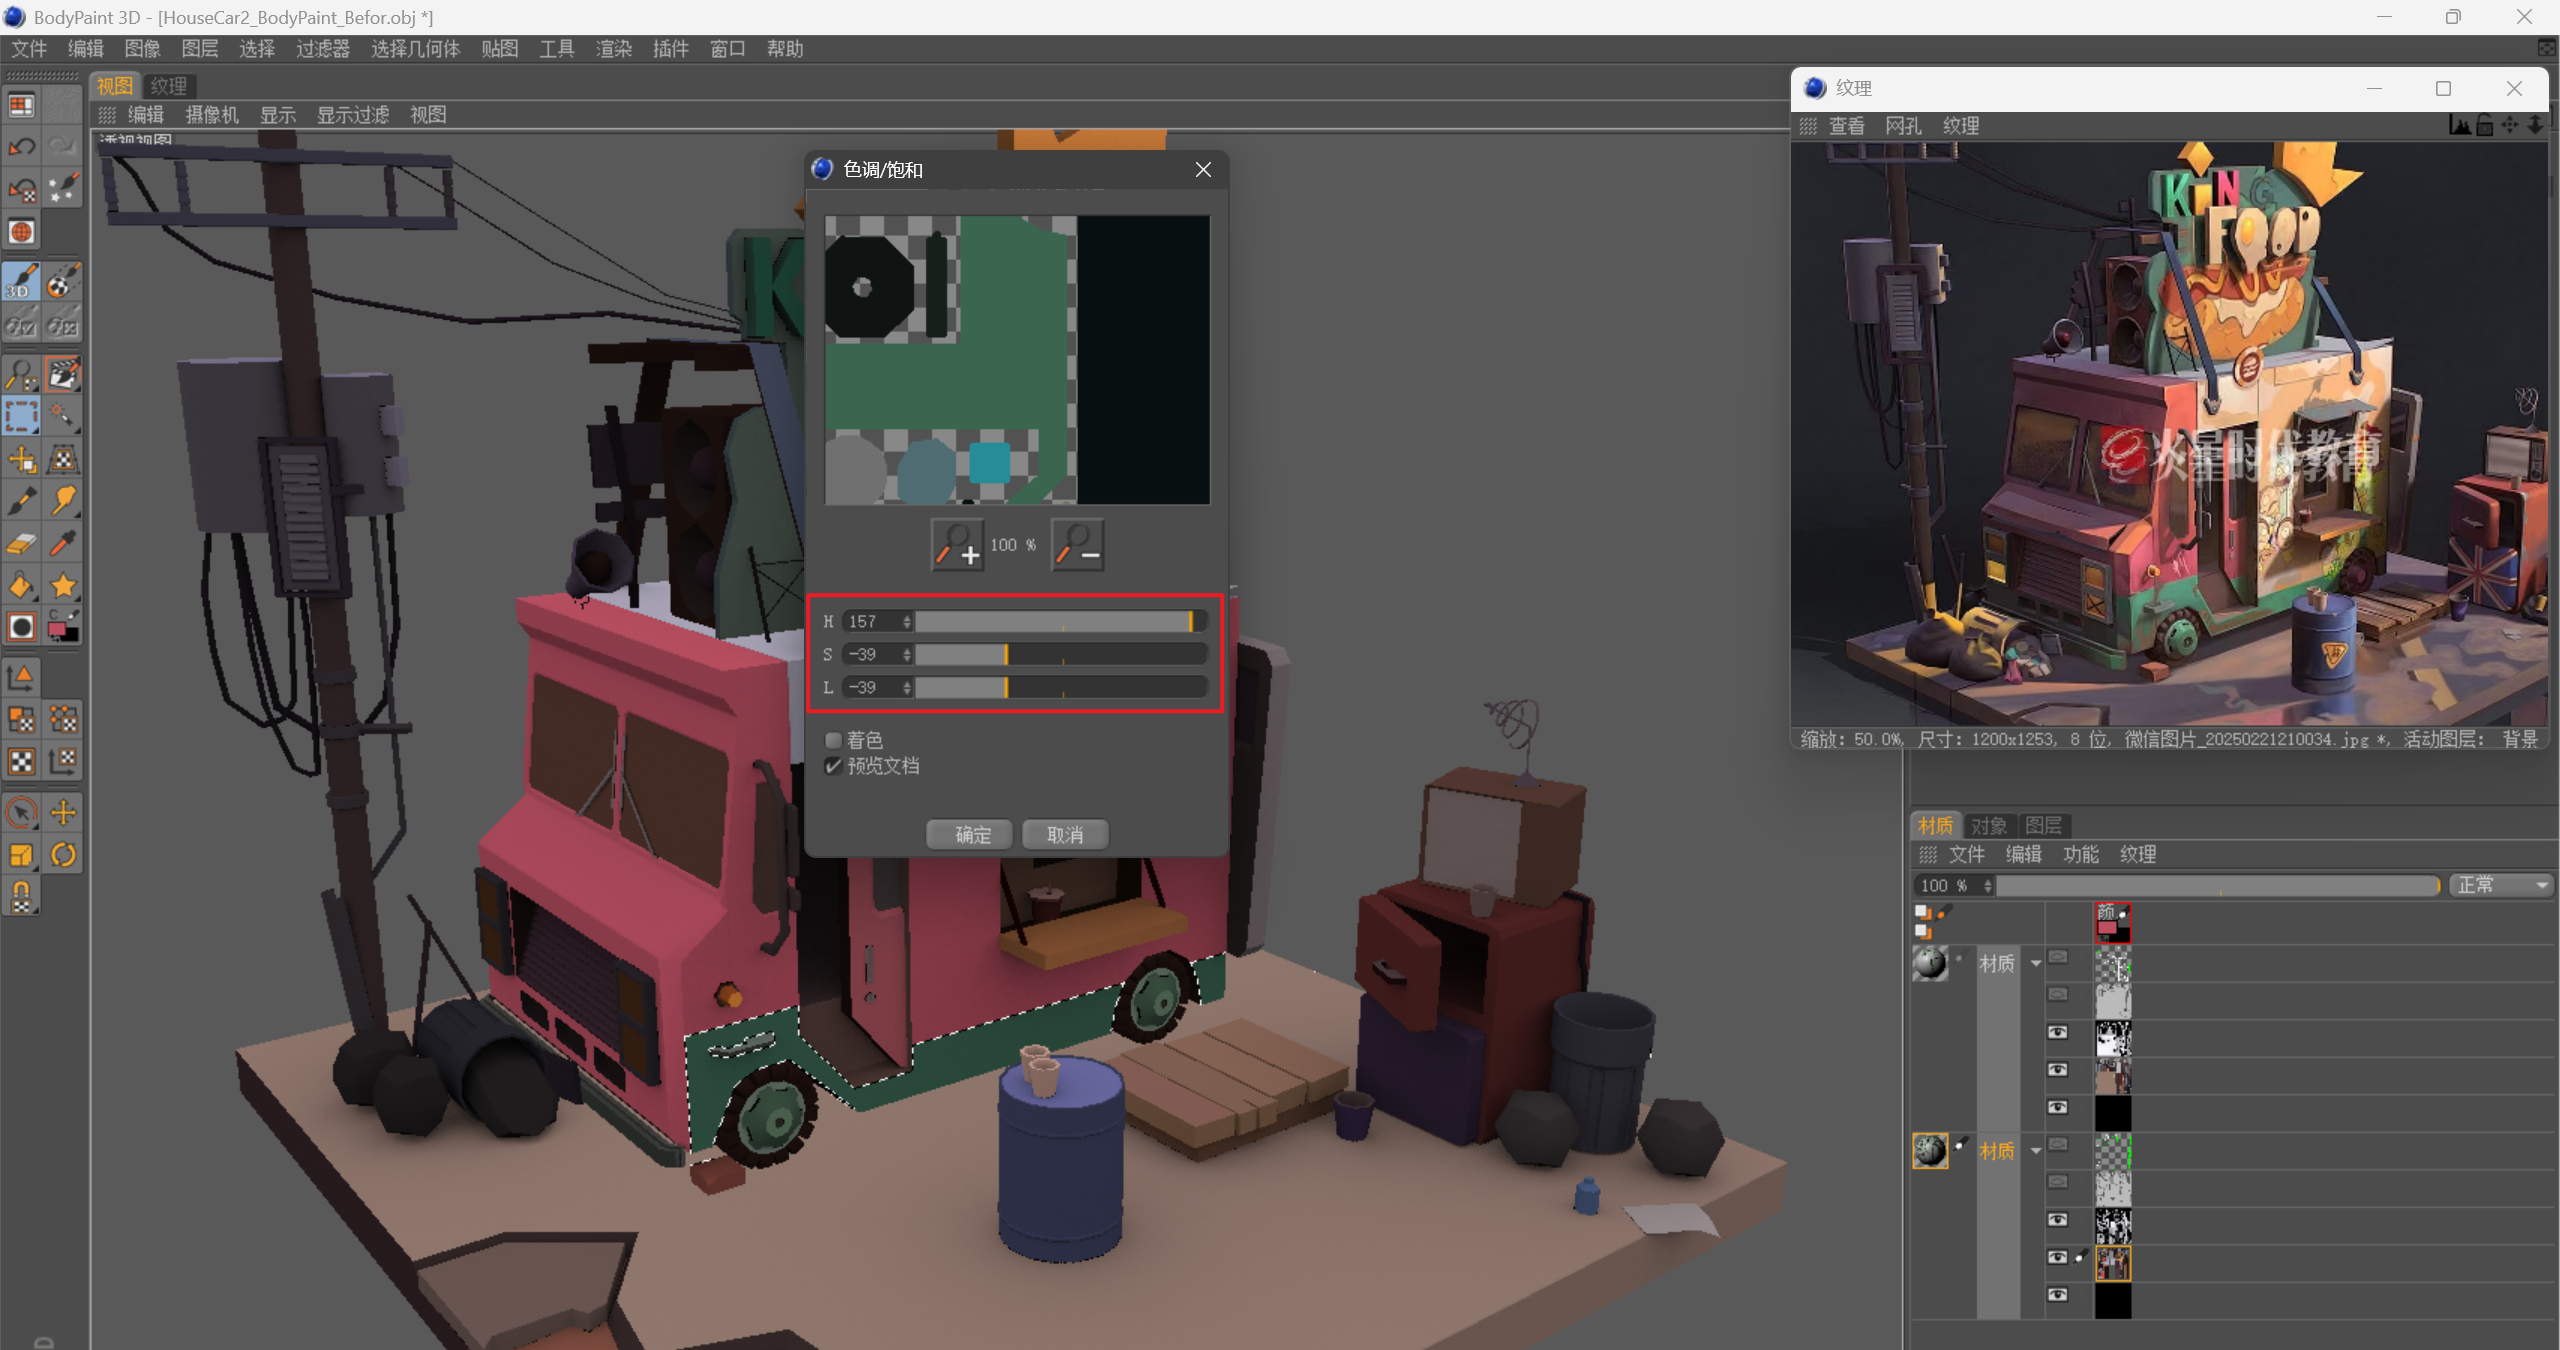 BodyPaint 3D - [HouseCar2_BodyPaint_Befor.obj *]
文件 编辑 图像 图层 选择 过滤器 选择几何体 贴图 工具 渲染 插件 窗口 帮助
视图 纹理
编辑 摄像机 显示 显示过滤 视图
透视视图
3D
C
色调/饱和
100 %
H 157
S -39
L -39
着色
预览文档
确定 取消
纹理
查看 网孔 纹理
KiNG
FOOD
火星时代教育
缩放: 50.0%, 尺寸: 1200x1253, 8 位, 微信图片_20250221210034.jpg *, 活动图层: 背景
材质 对象 图层
文件 编辑 功能 纹理
100 % 正常
颜
材质
材质
K